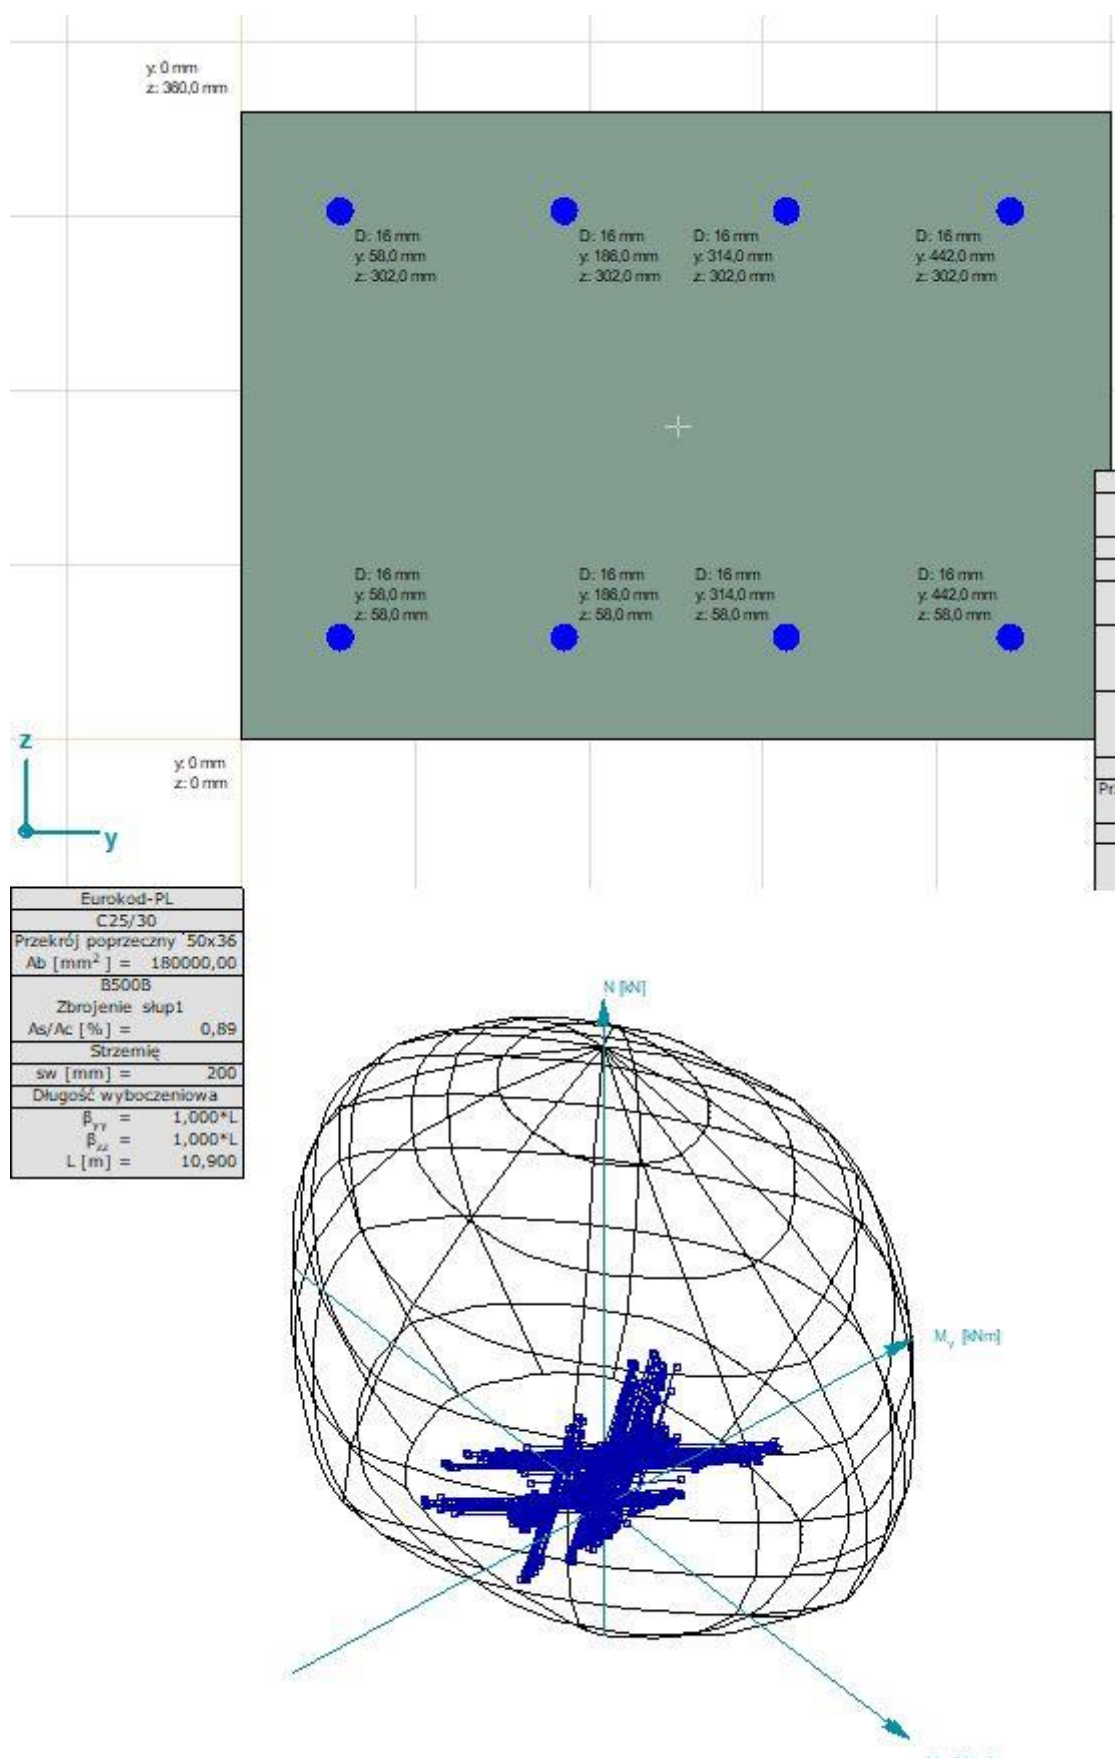 y: 0 mm
z: 360,0 mm
D: 16 mm
y: 58,0 mm
z: 302,0 mm
D: 16 mm
y: 186,0 mm
z: 302,0 mm
D: 16 mm
y: 314,0 mm
z: 302,0 mm
D: 16 mm
y: 442,0 mm
z: 302,0 mm
D: 16 mm
y: 58,0 mm
z: 58,0 mm
D: 16 mm
y: 186,0 mm
z: 58,0 mm
D: 16 mm
y: 314,0 mm
z: 58,0 mm
D: 16 mm
y: 442,0 mm
z: 58,0 mm
z
y
y: 0 mm
z: 0 mm
Pr
Eurokod-PL
C25/30
Przekrój poprzeczny 50x36
Ab [mm²] = 180000,00
B500B
Zbrojenie słup1
As/Ac [%] = 0,89
Strzemię
sw [mm] = 200
Długość wyboczeniowa
βyy = 1,000*L
βzz = 1,000*L
L [m] = 10,900
N [kN]
My [kNm]